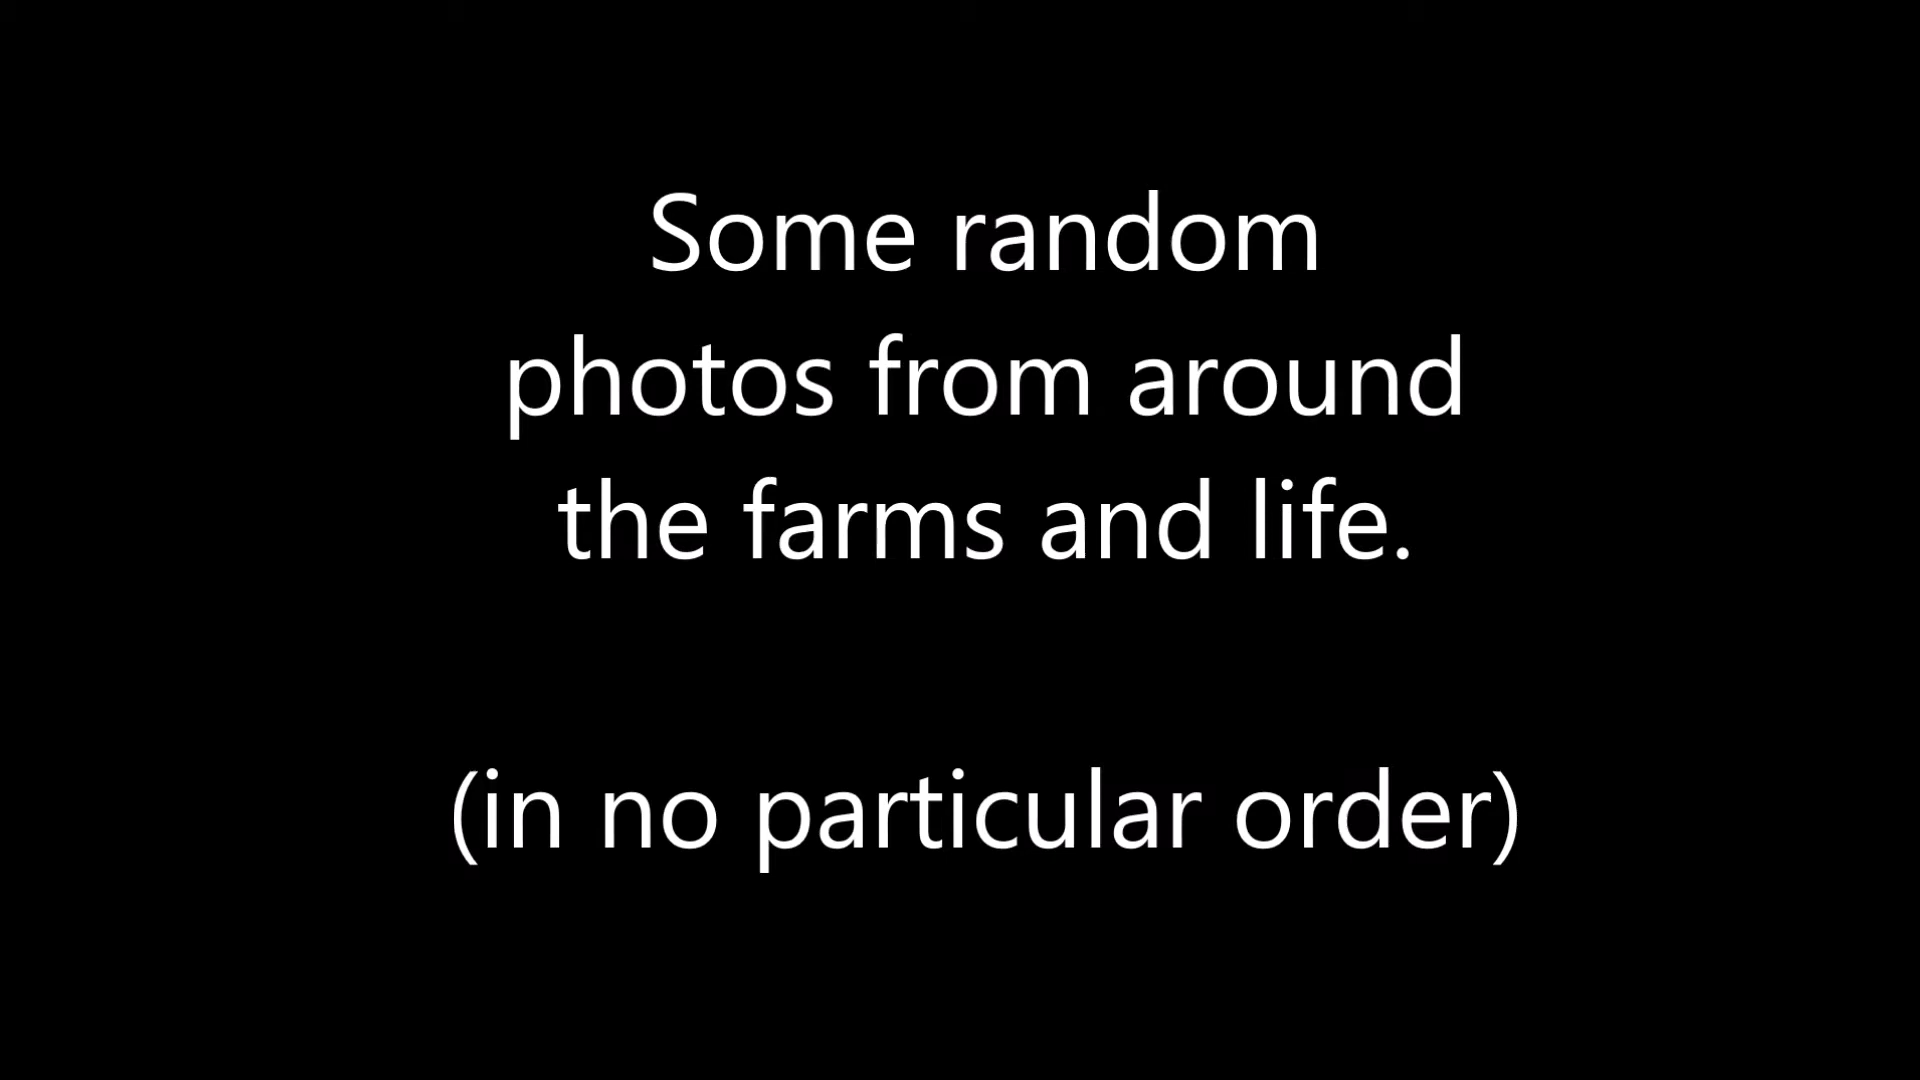 Some random
photos from around
the farms and life.
(in no particular order)